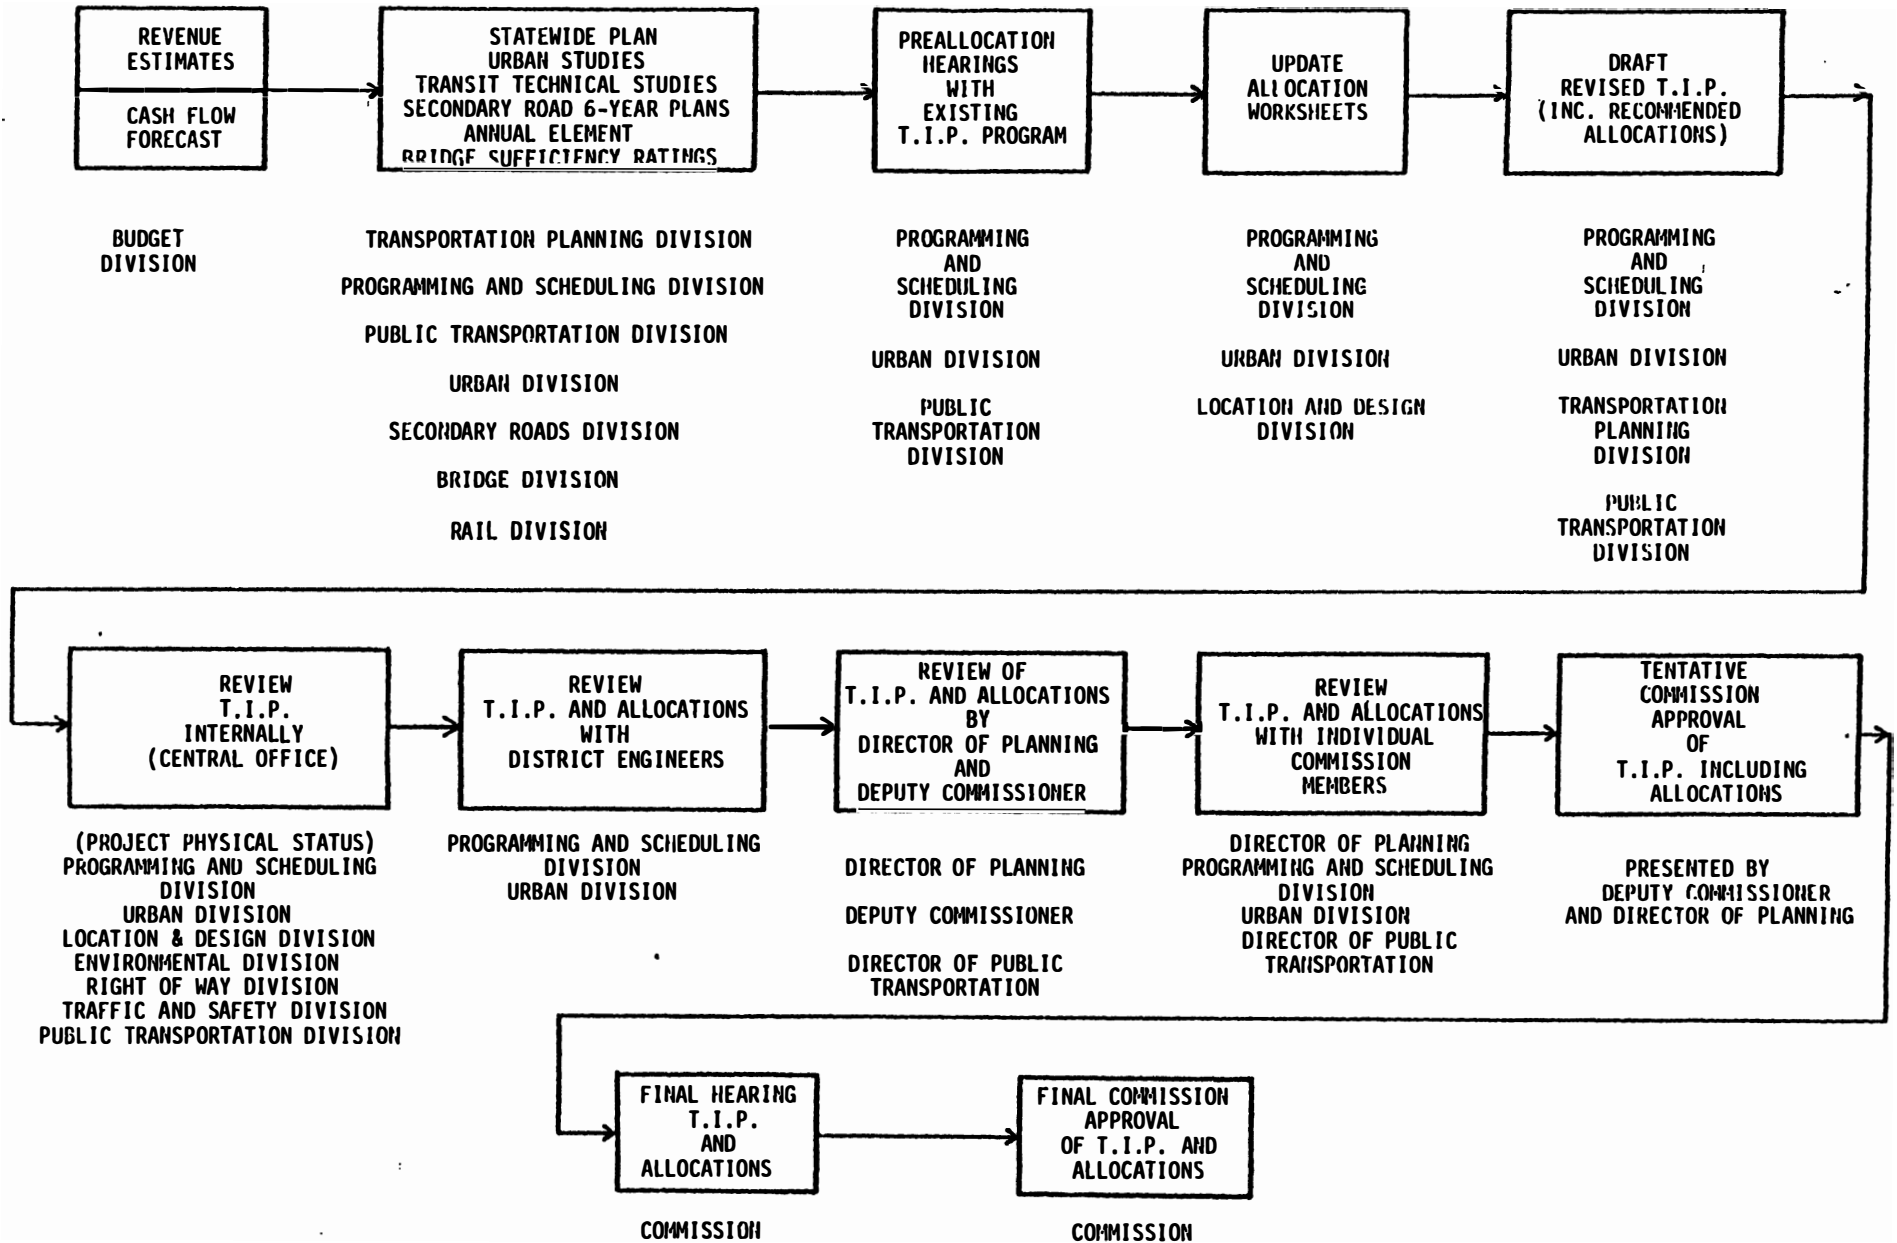 REVENUE
ESTIMATES
CASH FLOW
FORECAST
STATEWIDE PLAN
URBAN STUDIES
TRANSIT TECHNICAL STUDIES
SECONDARY ROAD 6-YEAR PLANS
ANNUAL ELEMENT
BRIDGE SUFFICIENCY RATINGS
PREALLOCATION
HEARINGS
WITH
EXISTING
T.I.P. PROGRAM
UPDATE
ALLOCATION
WORKSHEETS
DRAFT
REVISED T.I.P.
(INC. RECOMMENDED
ALLOCATIONS)
BUDGET
DIVISION
TRANSPORTATION PLANNING DIVISION
PROGRAMMING AND SCHEDULING DIVISION
PUBLIC TRANSPORTATION DIVISION
URBAN DIVISION
SECONDARY ROADS DIVISION
BRIDGE DIVISION
RAIL DIVISION
PROGRAMMING
AND
SCHEDULING
DIVISION
URBAN DIVISION
PUBLIC
TRANSPORTATION
DIVISION
PROGRAMMING
AND
SCHEDULING
DIVISION
URBAN DIVISION
LOCATION AND DESIGN
DIVISION
PROGRAMMING
AND
SCHEDULING
DIVISION
URBAN DIVISION
TRANSPORTATION
PLANNING
DIVISION
PUBLIC
TRANSPORTATION
DIVISION
REVIEW
T.I.P.
INTERNALLY
(CENTRAL OFFICE)
REVIEW
T.I.P. AND ALLOCATIONS
WITH
DISTRICT ENGINEERS
REVIEW OF
T.I.P. AND ALLOCATIONS
BY
DIRECTOR OF PLANNING
AND
DEPUTY COMMISSIONER
REVIEW
T.I.P. AND ALLOCATIONS
WITH INDIVIDUAL
COMMISSION
MEMBERS
TENTATIVE
COMMISSION
APPROVAL
OF
T.I.P. INCLUDING
ALLOCATIONS
(PROJECT PHYSICAL STATUS)
PROGRAMMING AND SCHEDULING
DIVISION
URBAN DIVISION
LOCATION & DESIGN DIVISION
ENVIRONMENTAL DIVISION
RIGHT OF WAY DIVISION
TRAFFIC AND SAFETY DIVISION
PUBLIC TRANSPORTATION DIVISION
PROGRAMMING AND SCHEDULING
DIVISION
URBAN DIVISION
DIRECTOR OF PLANNING
DEPUTY COMMISSIONER
DIRECTOR OF PUBLIC
TRANSPORTATION
DIRECTOR OF PLANNING
PROGRAMMING AND SCHEDULING
DIVISION
URBAN DIVISION
DIRECTOR OF PUBLIC
TRANSPORTATION
PRESENTED BY
DEPUTY COMMISSIONER
AND DIRECTOR OF PLANNING
FINAL HEARING
T.I.P.
AND
ALLOCATIONS
FINAL COMMISSION
APPROVAL
OF T.I.P. AND
ALLOCATIONS
COMMISSION
COMMISSION